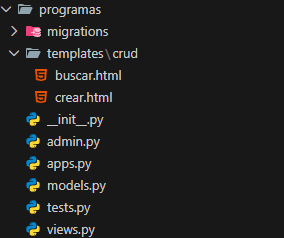 programas
migrations
templates\crud
buscar.html
crear.html
__init__.py
admin.py
apps.py
models.py
tests.py
views.py